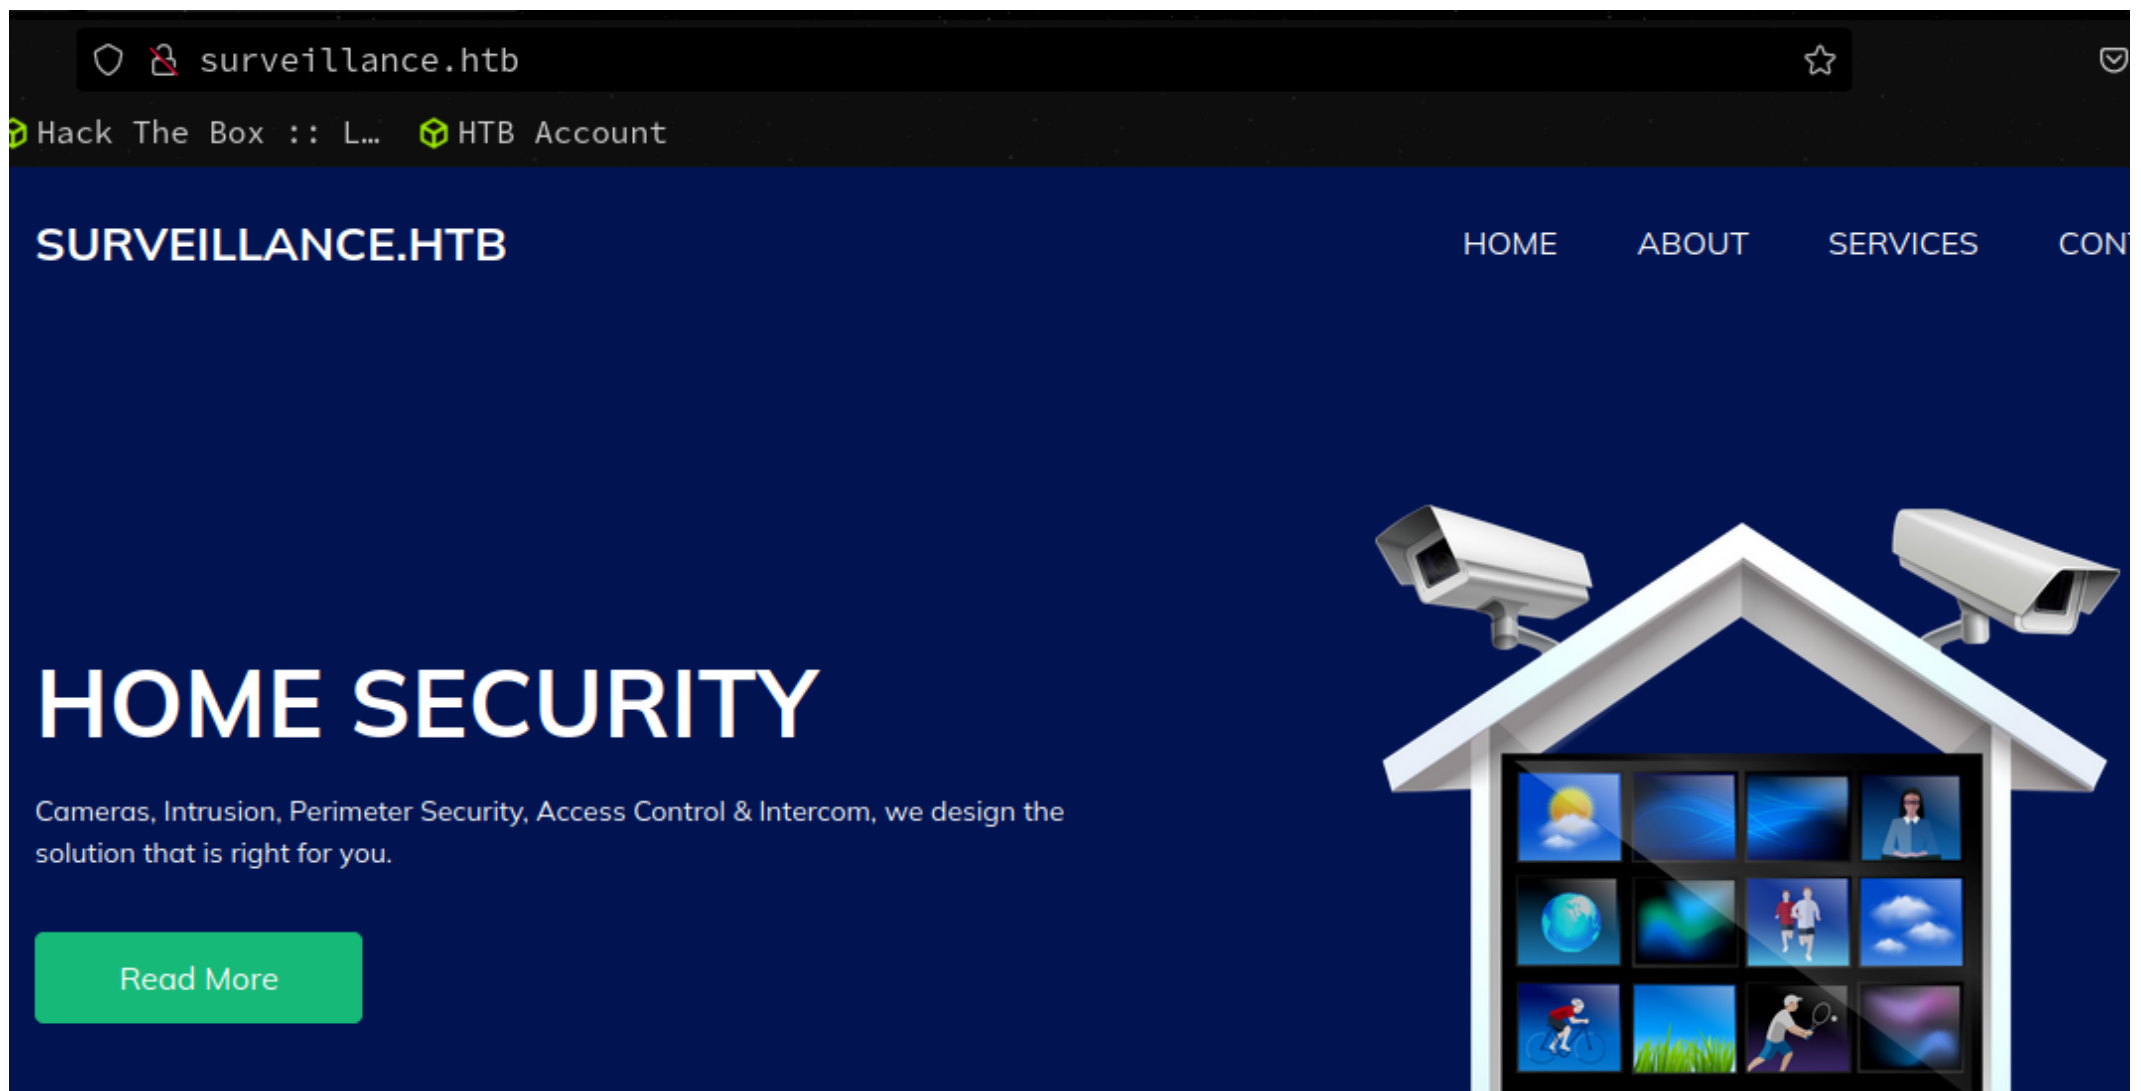 surveillance.htb
Hack The Box :: L… HTB Account
SURVEILLANCE.HTB HOME ABOUT SERVICES CON
HOME SECURITY
Cameras, Intrusion, Perimeter Security, Access Control & Intercom, we design the
solution that is right for you.
Read More